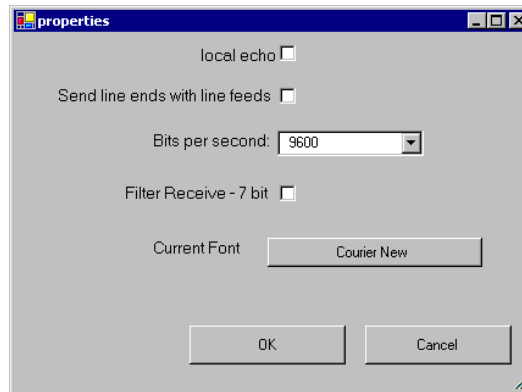 properties
local echo
Send line ends with line feeds
Bits per second: 9600
Filter Receive - 7 bit
Current Font Courier New
OK Cancel